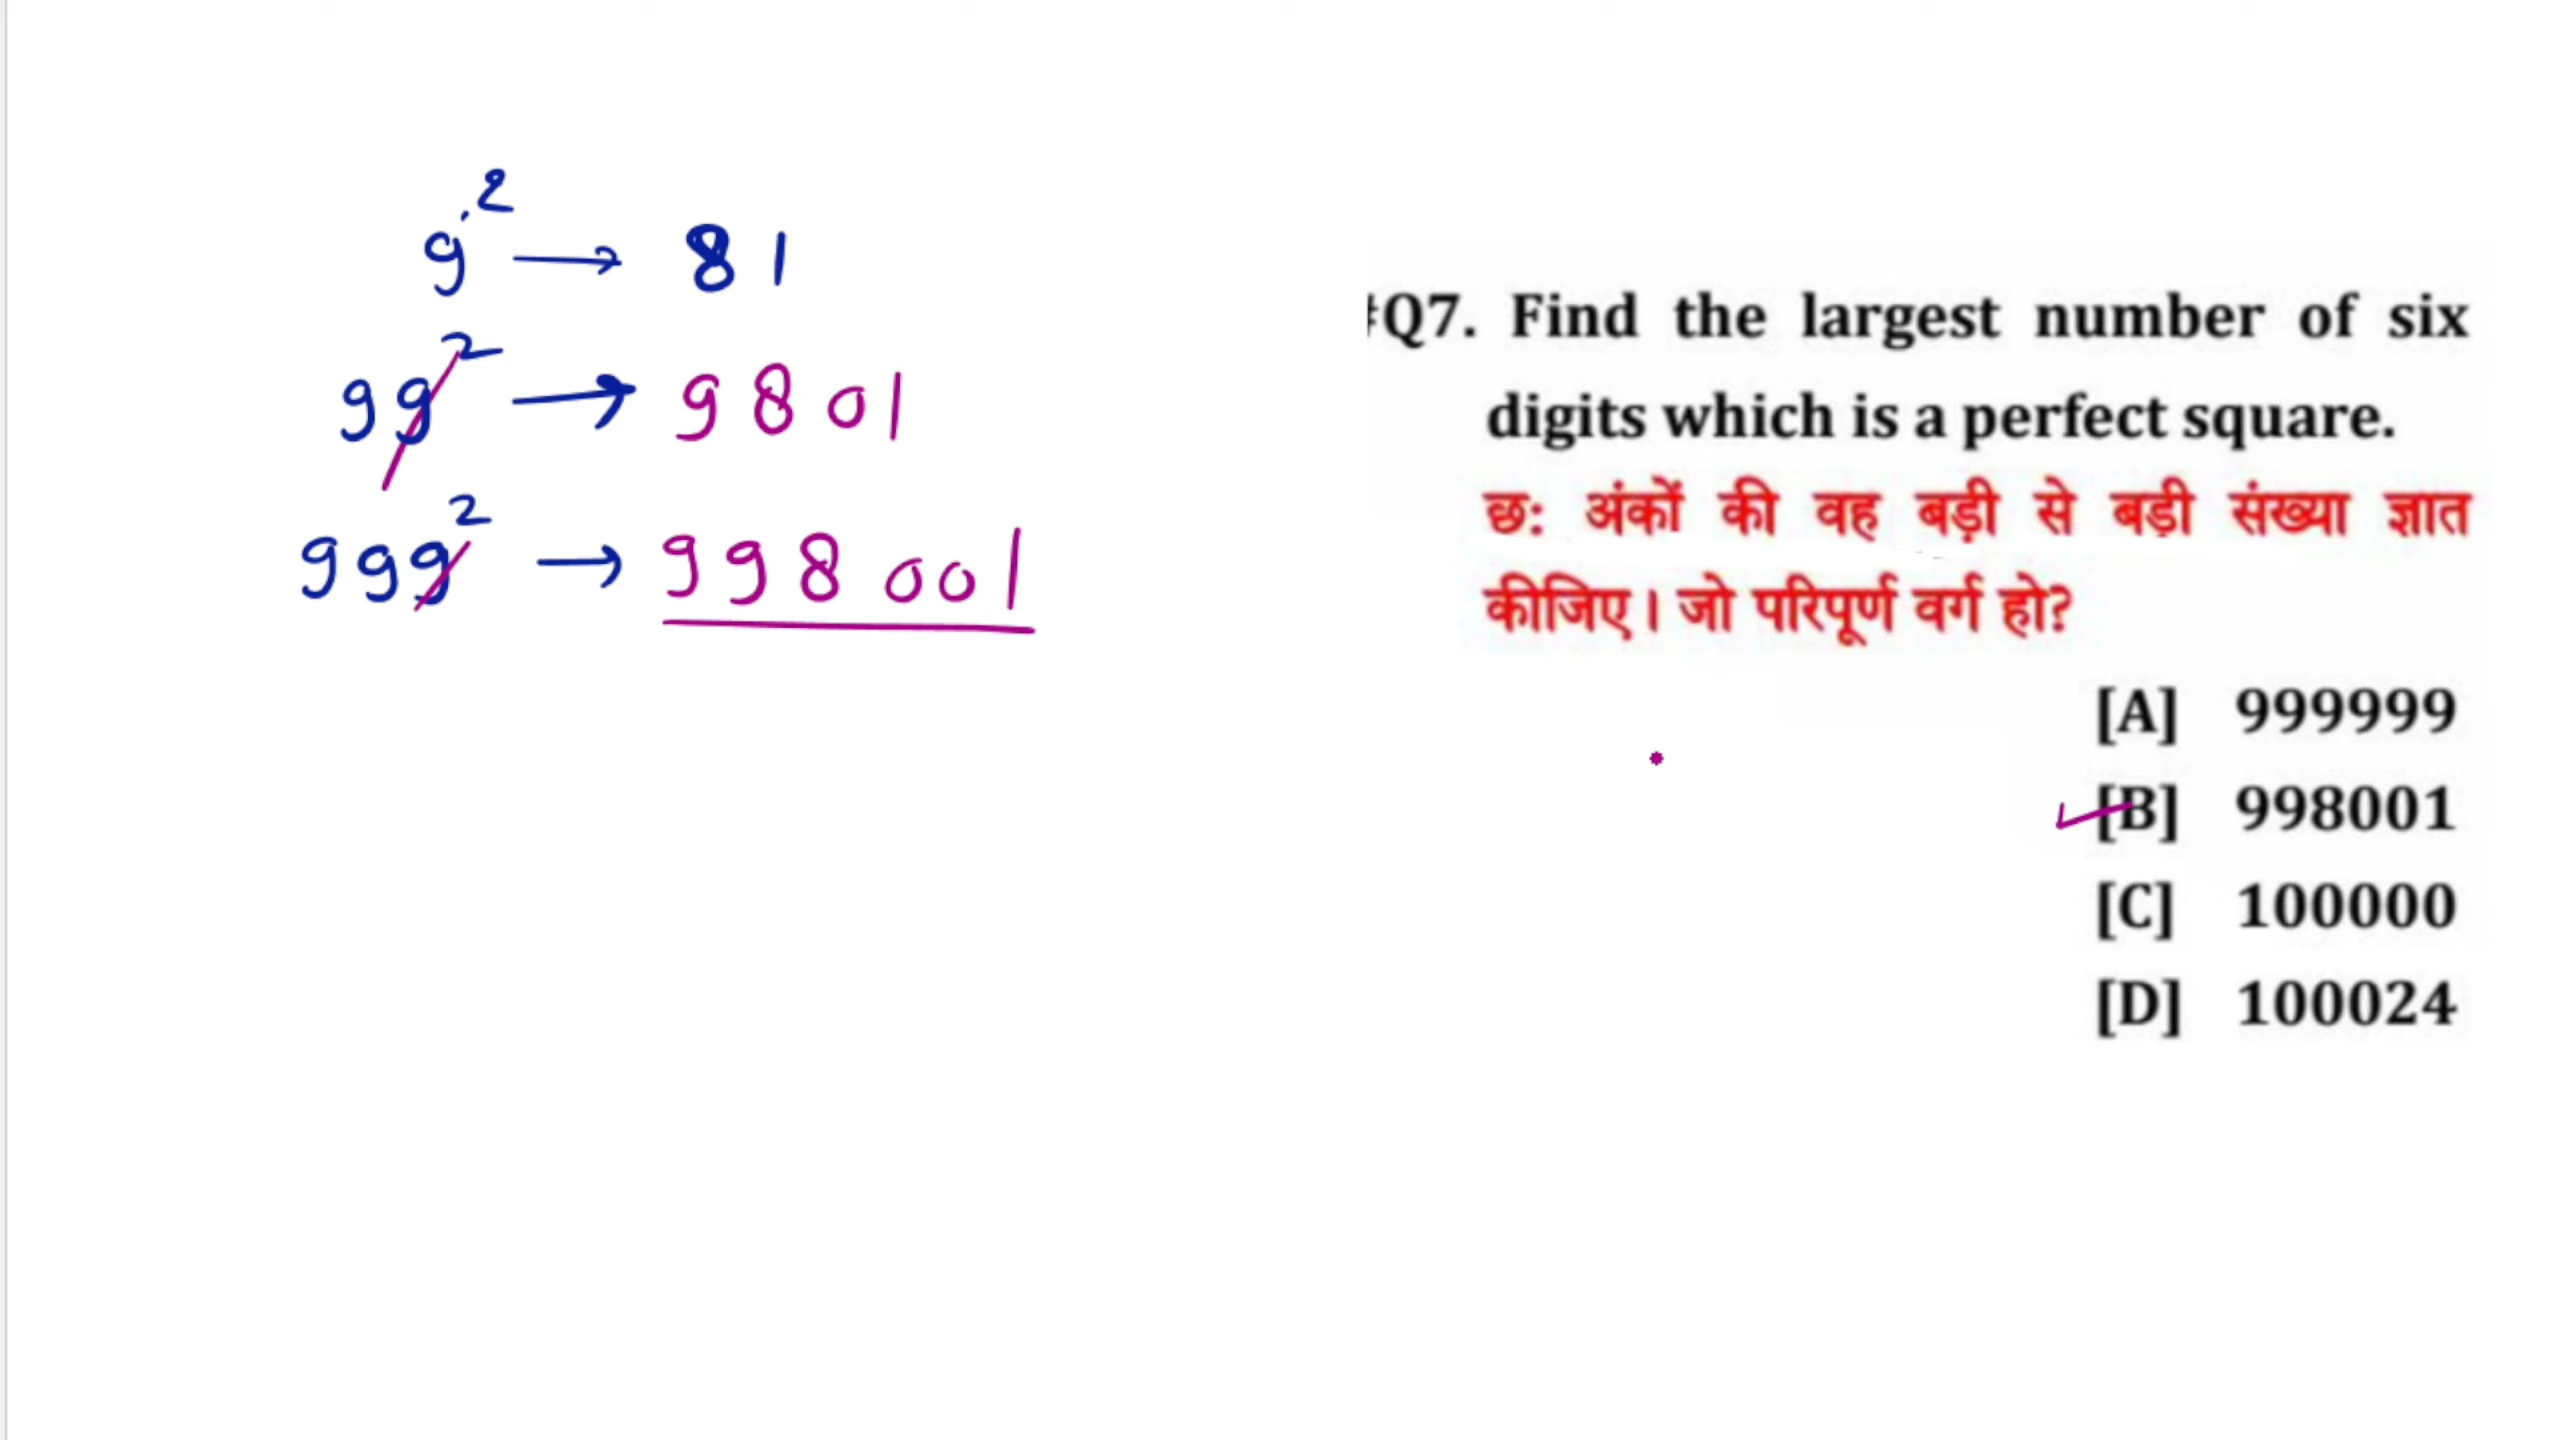 9² → 81
99² → 9801
999² → 998001
#Q7. Find the largest number of six
digits which is a perfect square.
छः अंकों की वह बड़ी से बड़ी संख्या ज्ञात
कीजिए। जो परिपूर्ण वर्ग हो?
[A] 999999
[B] 998001
[C] 100000
[D] 100024